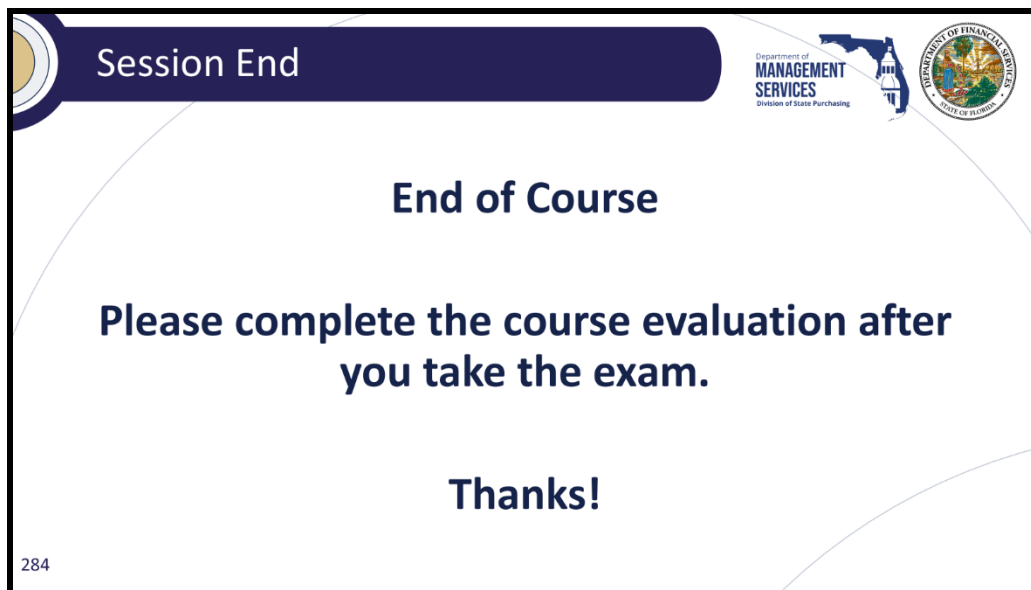 Session End
Department of
MANAGEMENT
SERVICES
Division of State Purchasing
DEPARTMENT OF FINANCIAL SERVICES
STATE OF FLORIDA
End of Course
Please complete the course evaluation after
you take the exam.
Thanks!
284